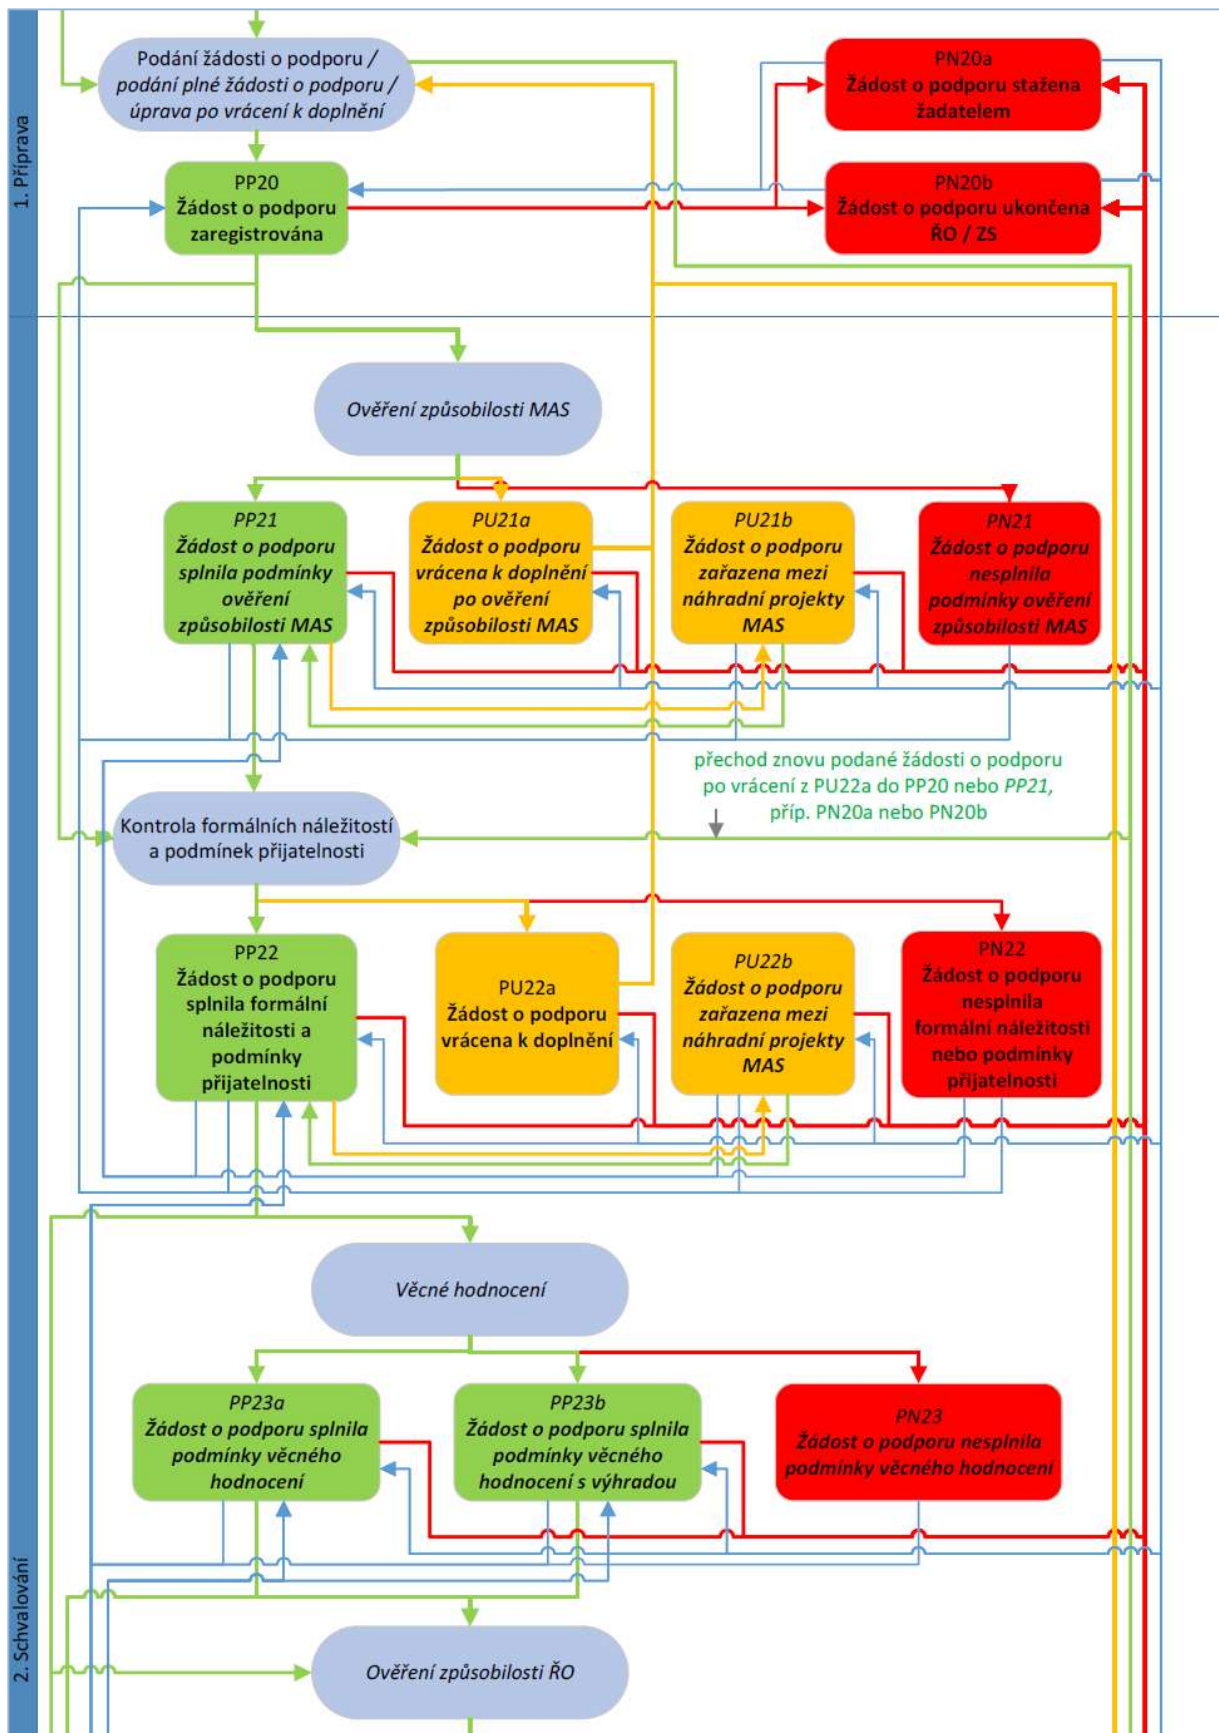 1. Příprava
Podání žádosti o podporu /
podání plné žádosti o podporu /
úprava po vrácení k doplnění
PN20a
Žádost o podporu stažena
žadatelem
PP20
Žádost o podporu
zaregistrována
PN20b
Žádost o podporu ukončena
ŘO / ZS
Ověření způsobilosti MAS
PP21
Žádost o podporu
splnila podmínky
ověření
způsobilosti MAS
PU21a
Žádost o podporu
vrácena k doplnění
po ověření
způsobilosti MAS
PU21b
Žádost o podporu
zařazena mezi
náhradní projekty
MAS
PN21
Žádost o podporu
nesplnila
podmínky ověření
způsobilosti MAS
přechod znovu podané žádosti o podporu
po vrácení z PU22a do PP20 nebo PP21,
příp. PN20a nebo PN20b
Kontrola formálních náležitostí
a podmínek přijatelnosti
PP22
Žádost o podporu
splnila formální
náležitosti a
podmínky
přijatelnosti
PU22a
Žádost o podporu
vrácena k doplnění
PU22b
Žádost o podporu
zařazena mezi
náhradní projekty
MAS
PN22
Žádost o podporu
nesplnila
formální náležitosti
nebo podmínky
přijatelnosti
Věcné hodnocení
PP23a
Žádost o podporu splnila
podmínky věcného
hodnocení
PP23b
Žádost o podporu splnila
podmínky věcného
hodnocení s výhradou
PN23
Žádost o podporu nesplnila
podmínky věcného hodnocení
2. Schvalování
Ověření způsobilosti ŘO